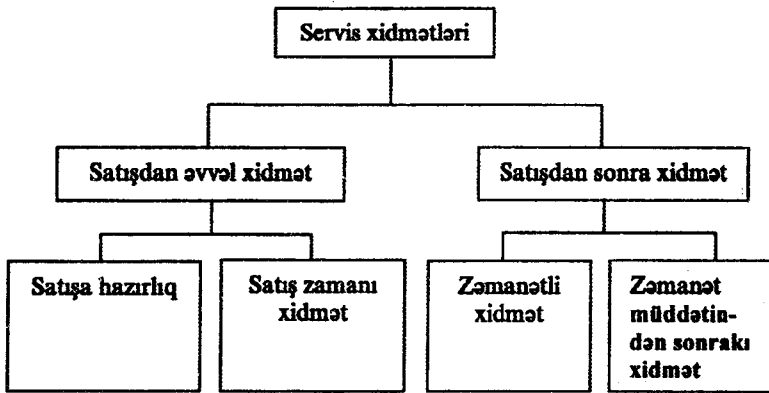 Servis xidmətləri
Satışdan əvvəl xidmət
Satışdan sonra xidmət
Satışa hazırlıq
Satış zamanı
xidmət
Zəmanətli
xidmət
Zəmanət
müddətin-
dən sonrakı
xidmət